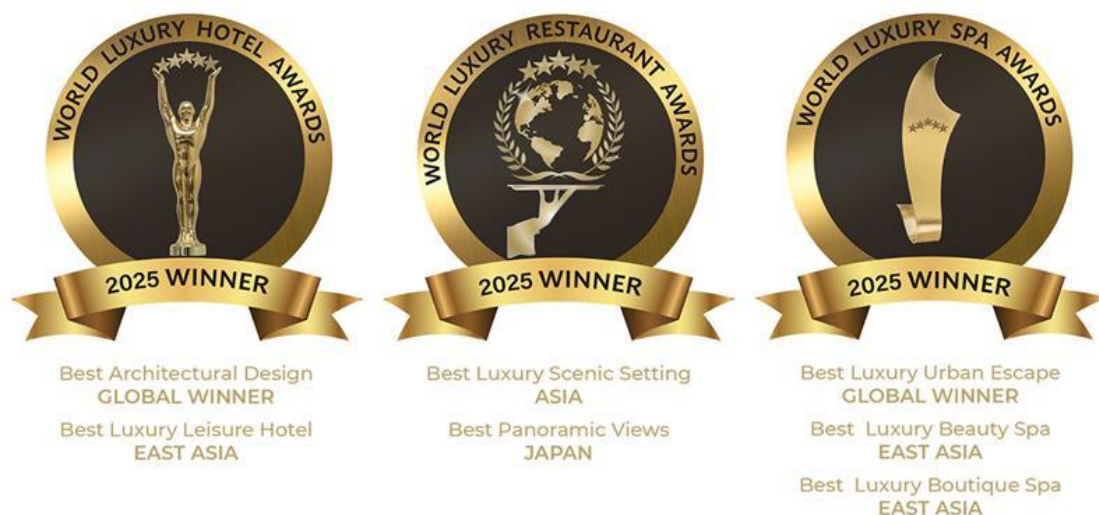 WORLD LUXURY HOTEL AWARDS
2025 WINNER
Best Architectural Design
GLOBAL WINNER
Best Luxury Leisure Hotel
EAST ASIA
WORLD LUXURY RESTAURANT AWARDS
2025 WINNER
Best Luxury Scenic Setting
ASIA
Best Panoramic Views
JAPAN
WORLD LUXURY SPA AWARDS
2025 WINNER
Best Luxury Urban Escape
GLOBAL WINNER
Best Luxury Beauty Spa
EAST ASIA
Best Luxury Boutique Spa
EAST ASIA